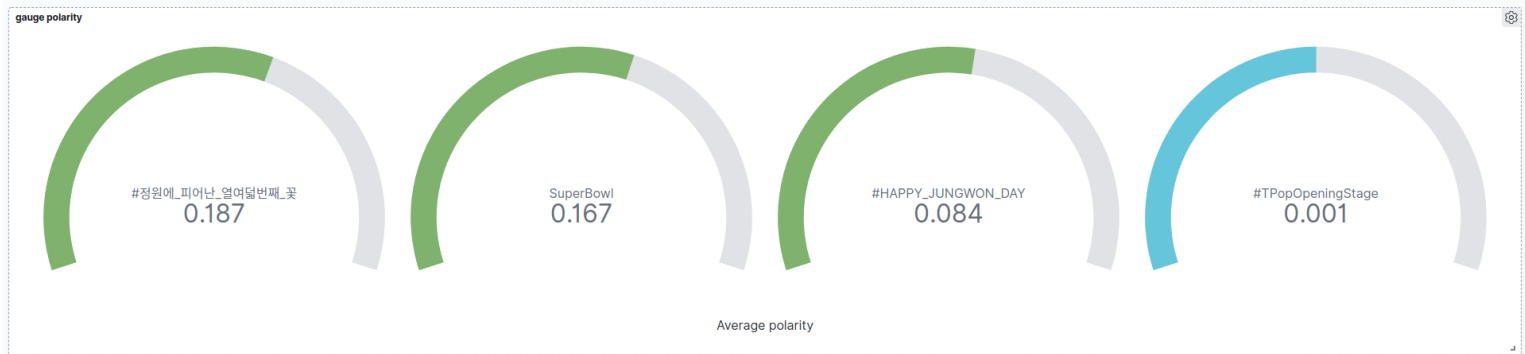 gauge polarity
#정원에_피어난_열여덟번째_꽃
0.187
SuperBowl
0.167
#HAPPY_JUNGWON_DAY
0.084
#TPopOpeningStage
0.001
Average polarity